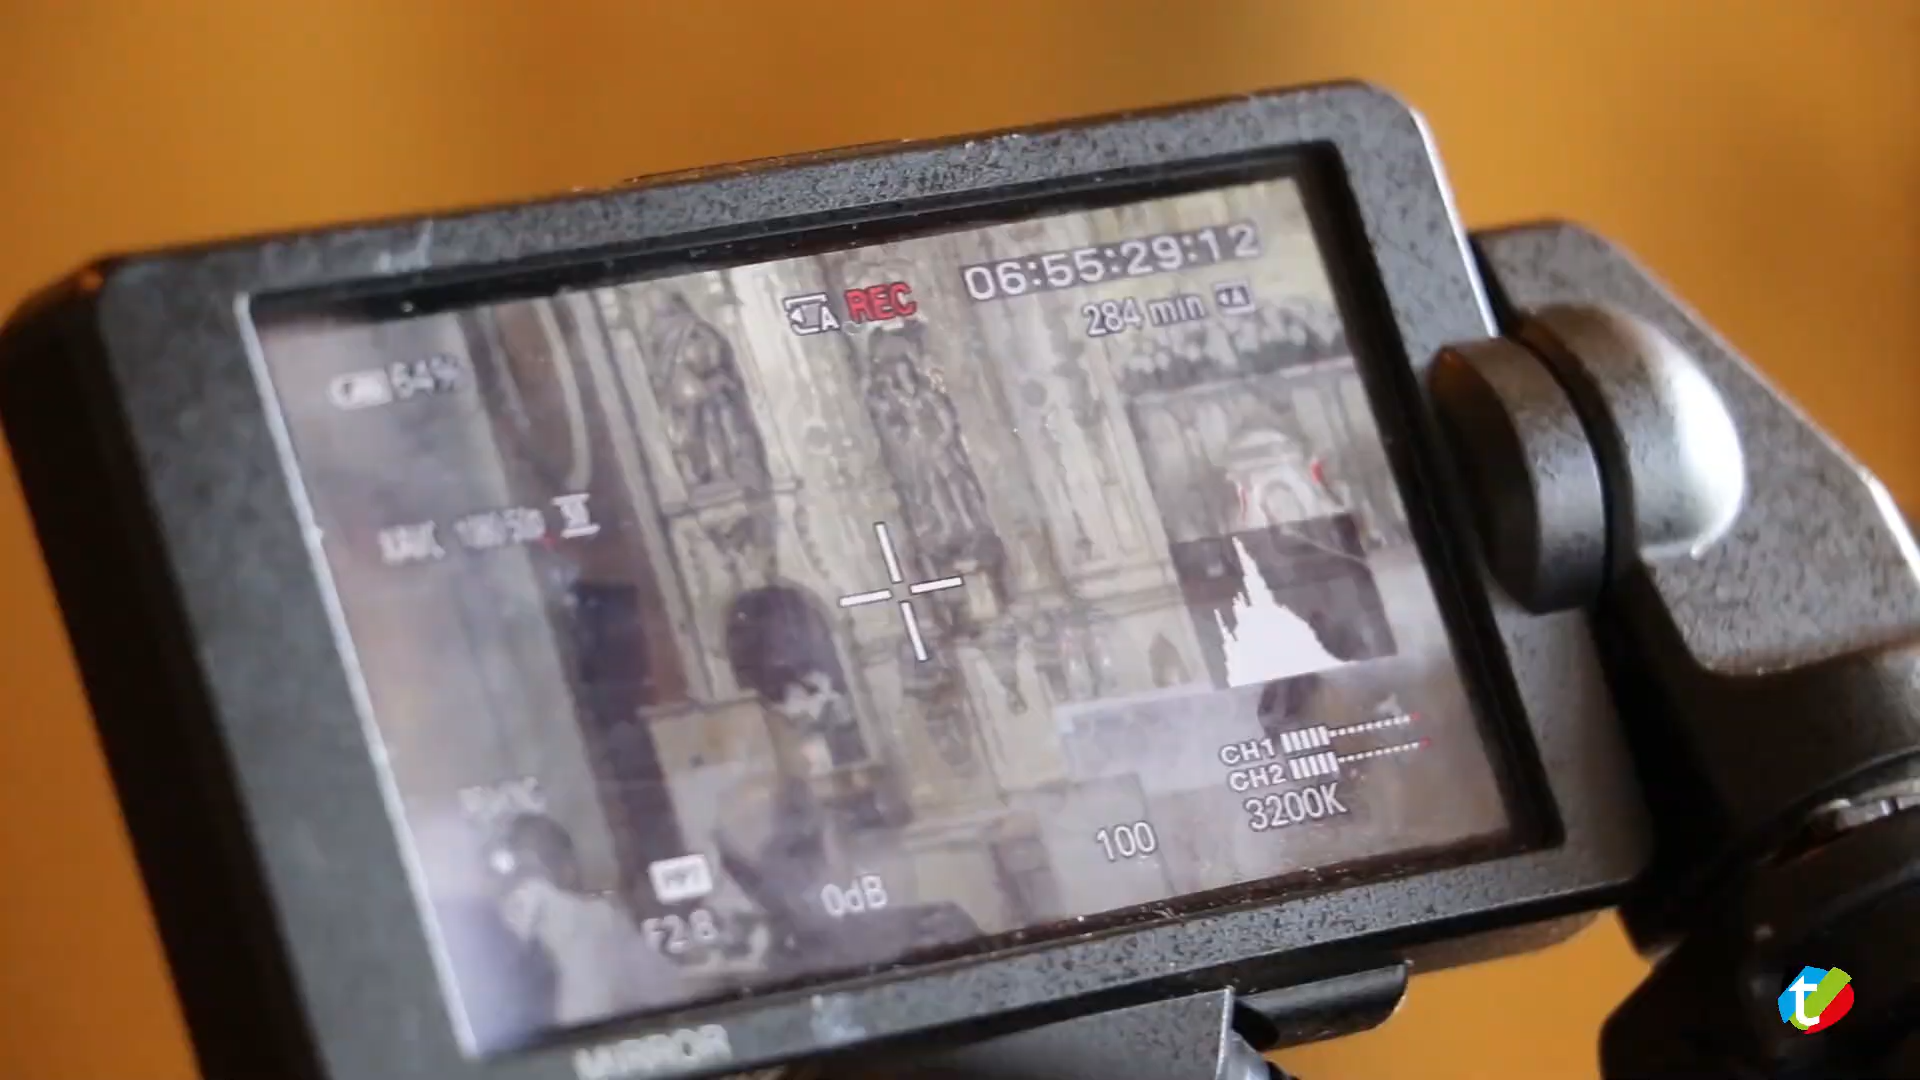 A REC
06:55:29:12
284 min A
64%
0dB
F2.8
100
CH1
CH2
3200K
MIRROR
t